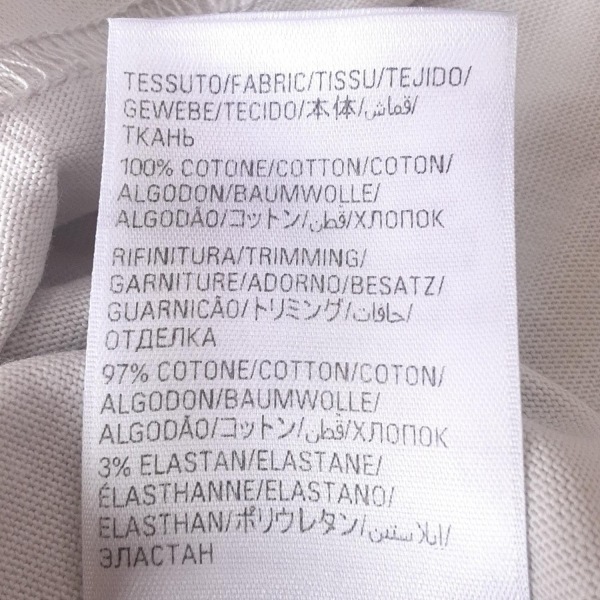 TESSUTO/FABRIC/TISSU/TEJIDO/
GEWEBE/TECIDO/本体/قماش/
ТКАНЬ
100% COTONE/COTTON/COTON/
ALGODON/BAUMWOLLE/
ALGODÃO/コットン/قطن/ХЛОПОК
RIFINITURA/TRIMMING/
GARNITURE/ADORNO/BESATZ/
GUARNICÃO/トリミング/حافات/
ОТДЕЛКА
97% COTONE/COTTON/COTON/
ALGODON/BAUMWOLLE/
ALGODÃO/コットン/قطن/ХЛОПОК
3% ELASTAN/ELASTANE/
ÉLASTHANNE/ELASTANO/
ELASTHAN/ポリウレタン/إيلاستين/
ЭЛАСТАН